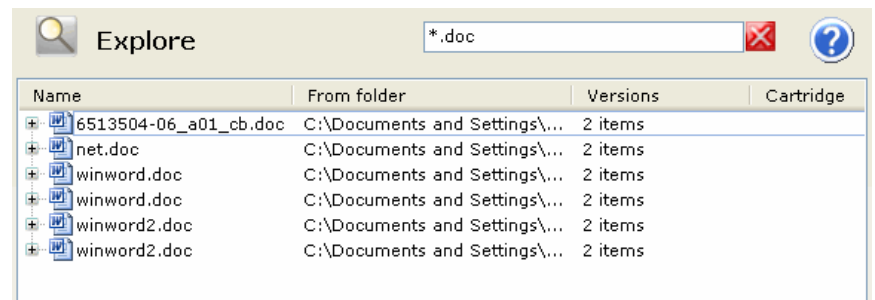 Explore *.doc
Name From folder Versions Cartridge
6513504-06_a01_cb.doc C:\Documents and Settings\... 2 items
net.doc C:\Documents and Settings\... 2 items
winword.doc C:\Documents and Settings\... 2 items
winword.doc C:\Documents and Settings\... 2 items
winword2.doc C:\Documents and Settings\... 2 items
winword2.doc C:\Documents and Settings\... 2 items